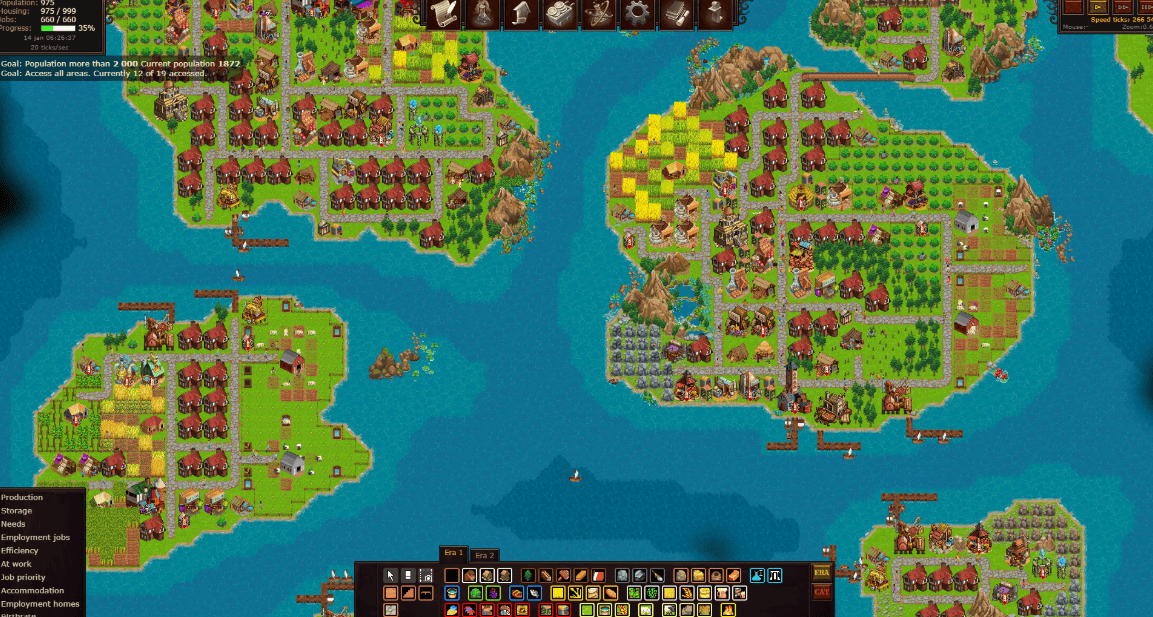 Population: 975
Housing: 975 / 999
Jobs: 660 / 660
Progress: 35%
14 jan 06:26:37
20 ticks/sec
Goal: Population more than 2 000 Current population 1872
Goal: Access all areas. Currently 12 of 19 accessed.
Speed ticks: 266
Mouse:
Production
Storage
Needs
Employment jobs
Efficiency
At work
Job priority
Accommodation
Employment homes
Birthrate
Era 1
Era 2
ERA
CAT